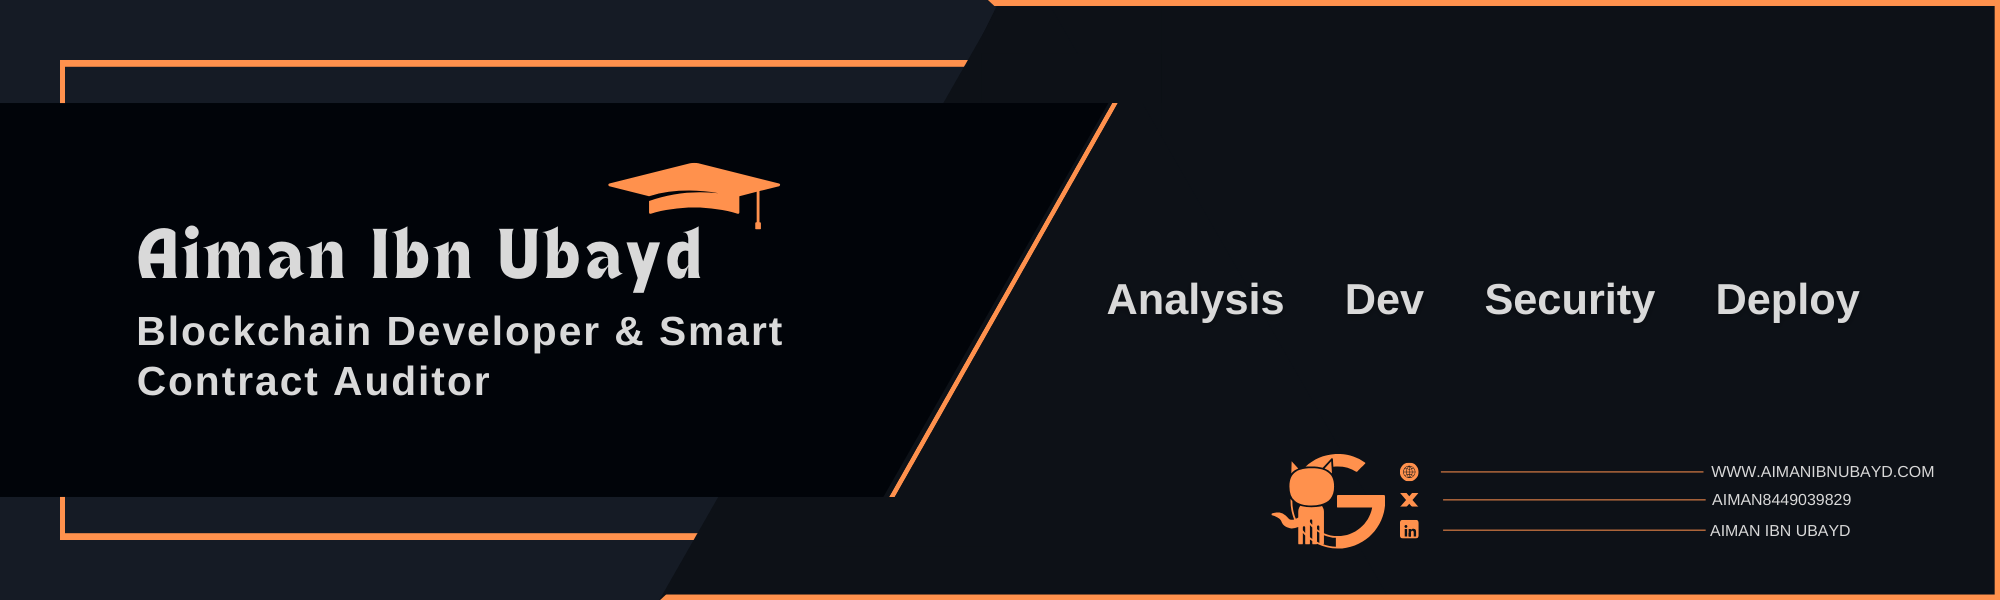 Aiman Ibn Ubayd
Blockchain Developer & Smart
Contract Auditor
Analysis Dev Security Deploy
WWW.AIMANIBNUBAYD.COM
AIMAN8449039829
AIMAN IBN UBAYD